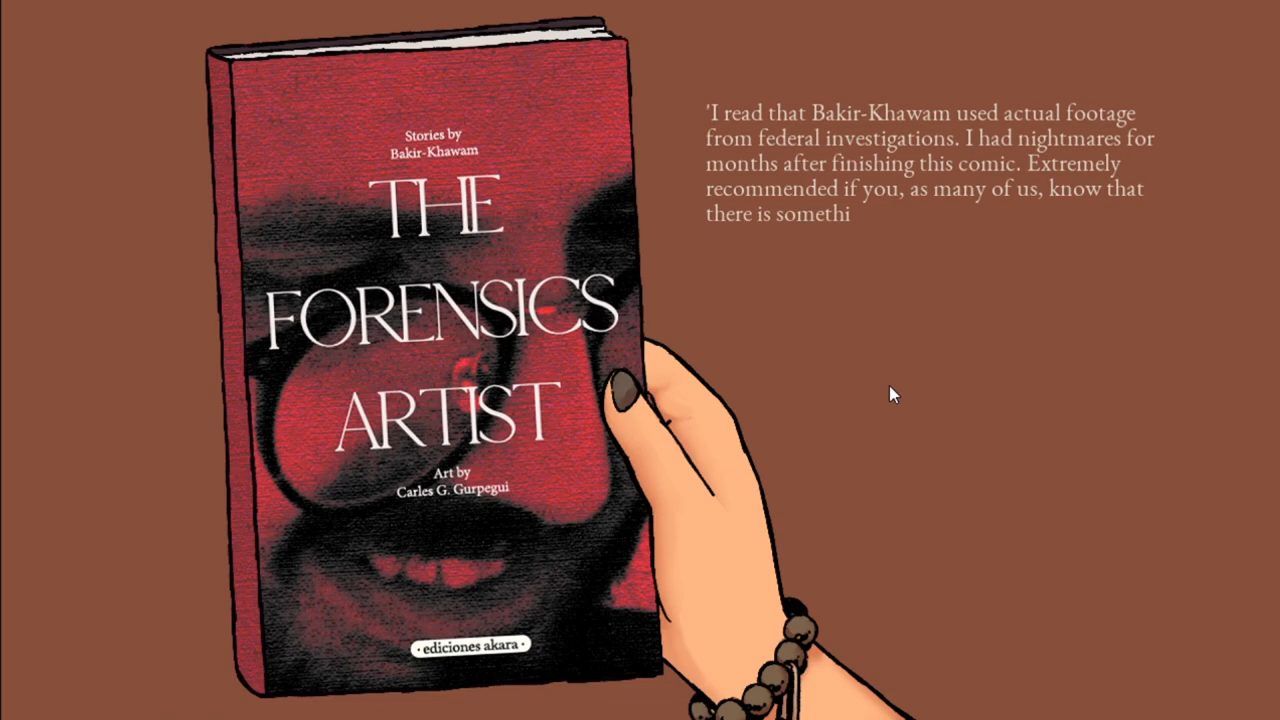 Stories by
Bakir-Khawam
THE
FORENSICS
ARTIST
Art by
Carles G. Gurpegui
· ediciones akara ·
'I read that Bakir-Khawam used actual footage
from federal investigations. I had nightmares for
months after finishing this comic. Extremely
recommended if you, as many of us, know that
there is somethi